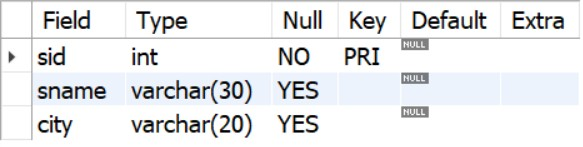 Field Type Null Key Default Extra
sid int NO PRI NULL
sname varchar(30) YES NULL
city varchar(20) YES NULL